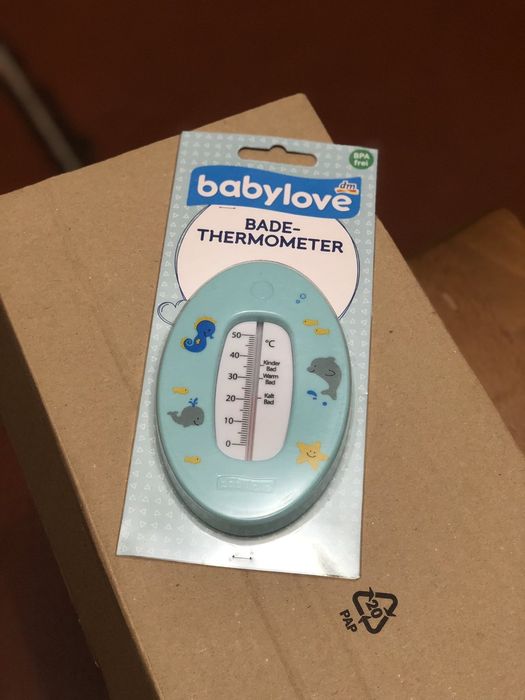 BPA
frei
babylove
dm
BADE-
THERMOMETER
50
°C
40
Kinder
Bad
30
Warm
Bad
20
Kalt
Bad
10
0
babylove
20
PAP